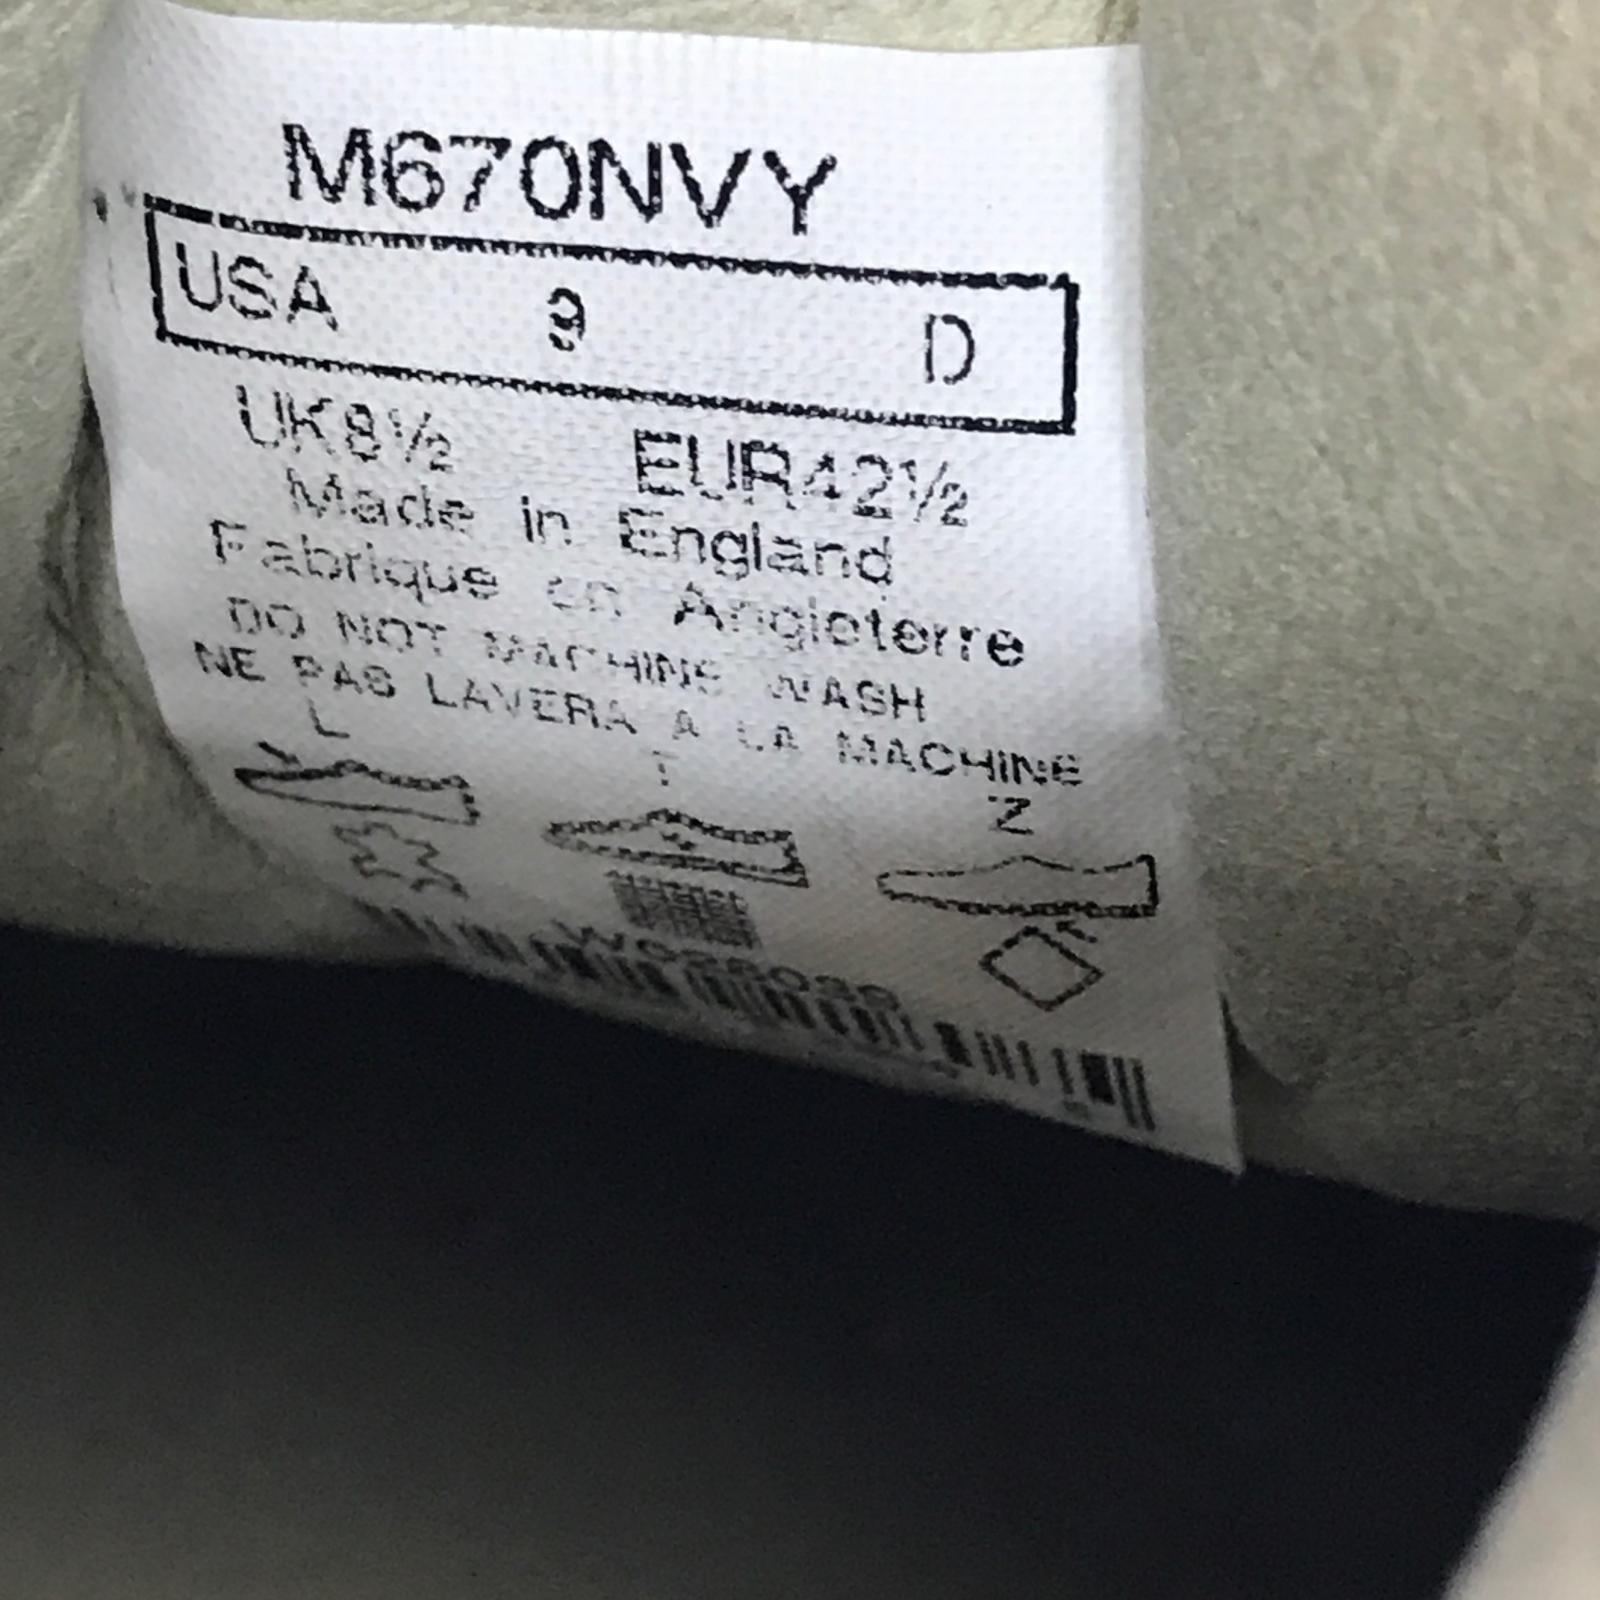 M670NVY
USA 9 D
UK8½ EUR42½
Made in England
Fabrique en Angleterre
DO NOT MACHINE WASH
NE PAS LAVERA A LA MACHINE
L T Z